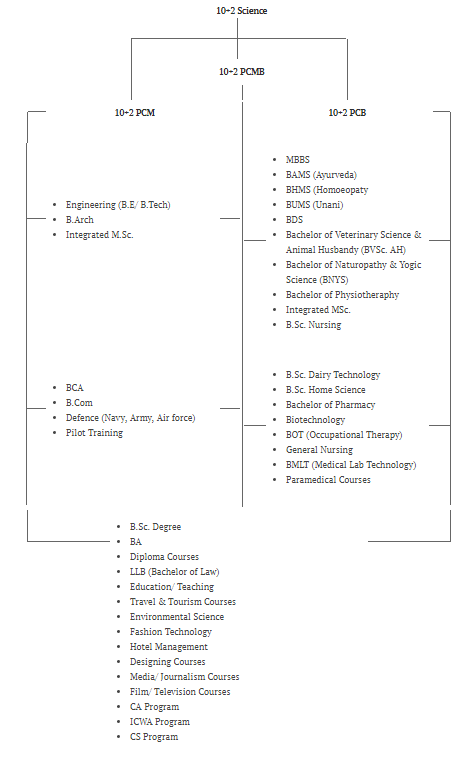 10+2 Science
10+2 PCMB
10+2 PCM
10+2 PCB
• Engineering (B.E/ B.Tech)
• B.Arch
• Integrated M.Sc.
• MBBS
• BAMS (Ayurveda)
• BHMS (Homoeopaty
• BUMS (Unani)
• BDS
• Bachelor of Veterinary Science &
Animal Husbandy (BVSc. AH)
• Bachelor of Naturopathy & Yogic
Science (BNYS)
• Bachelor of Physiotheraphy
• Integrated MSc.
• B.Sc. Nursing
• BCA
• B.Com
• Defence (Navy, Army, Air force)
• Pilot Training
• B.Sc. Dairy Technology
• B.Sc. Home Science
• Bachelor of Pharmacy
• Biotechnology
• BOT (Occupational Therapy)
• General Nursing
• BMLT (Medical Lab Technology)
• Paramedical Courses
• B.Sc. Degree
• BA
• Diploma Courses
• LLB (Bachelor of Law)
• Education/ Teaching
• Travel & Tourism Courses
• Environmental Science
• Fashion Technology
• Hotel Management
• Designing Courses
• Media/ Journalism Courses
• Film/ Television Courses
• CA Program
• ICWA Program
• CS Program